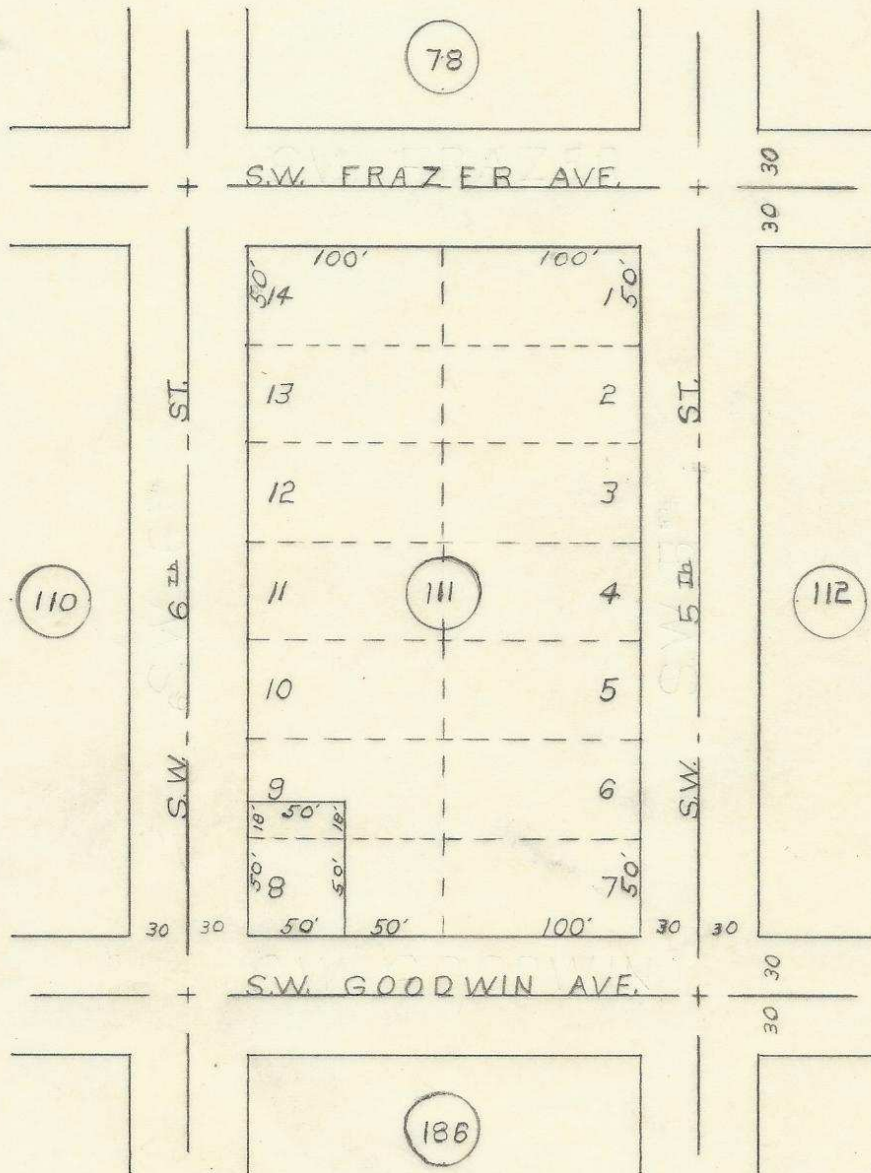 78
S.W. FRAZER AVE.
30
30
100' 100'
50' 50'
14 1
13 2
ST. ST.
12 3
110 6th 11 111 4 5th 112
10 5
S.W. S.W.
9 6
50'
18' 18'
50' 50' 50'
8 7
30 30 50' 50' 100' 30 30
30
S.W. GOODWIN AVE.
30
186